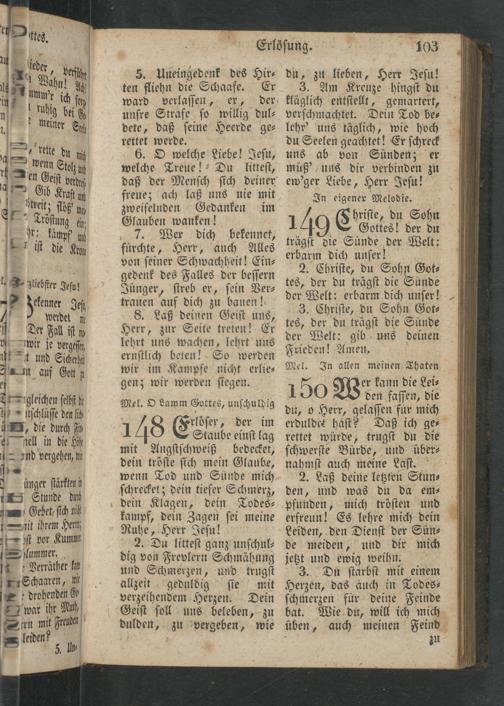 Erlösung. 103
5. Uneingedenk des Hir-
ten fliehn die Schaafe. Er
ward verlassen, er, der
unsre Strafe so willig dul-
dete, daß seine Heerde ge-
rettet werde.
6. O welche Liebe! Jesu,
welche Treue! Du littest,
daß der Mensch sich deiner
freue; ach laß uns nie mit
zweifelnden Gedanken im
Glauben wanken!
7. Wer dich bekennet,
fürchte, Herr, auch Alles
von seiner Schwachheit! Ein-
gedenk des Falles der bessern
Jünger, streb er, sein Ver-
trauen auf dich zu bauen!
8. Laß deinen Geist uns,
Herr, zur Seite treten! Er
lehrt uns wachen, lehrt uns
ernstlich beten! So werden
wir im Kampfe nicht erlie-
gen; wir werden siegen.
Mel. O Lamm Gottes, unschuldig
148 Erlöser, der im
Staube einst lag
mit Angstschweiß bedecket,
dein tröste sich mein Glaube,
wenn Tod und Sünde mich
schrecket; dein tiefer Schmerz,
dein Klagen, dein Todes-
kampf, dein Zagen sei meine
Ruhe, Herr Jesu!
2. Du littest ganz unschul-
dig von Frevlern Schmähung
und Schmerzen, und trugst
allzeit geduldig sie mit
verzeihendem Herzen. Dein
Geist soll uns beleben, zu
dulden, zu vergeben, wie
du, zu lieben, Herr Jesu!
3. Am Kreuze hingst du
kläglich entstellt, gemartert,
verschmachtet. Dein Tod be-
lehr' uns täglich, wie hoch
du Seelen geachtet! Er schreck
uns ab von Sünden; er
müß' uns dir verbinden zu
ew'ger Liebe, Herr Jesu!
In eigener Melodie.
149 Christe, du Sohn
Gottes! der du
trägst die Sünde der Welt:
erbarm dich unser!
2. Christe, du Sohn Got-
tes, der du trägst die Sünde
der Welt: erbarm dich unser!
3. Christe, du Sohn Got-
tes, der du trägst die Sünde
der Welt: gib uns deinen
Frieden! Amen.
Mel. In allen meinen Thaten
150 Wer kann die Lei-
den fassen, die
du, o Herr, gelassen für mich
erduldet hast? Daß ich ge-
rettet würde, trugst du die
schwerste Bürde, und über-
nahmst auch meine Last.
2. Laß deine letzten Stun-
den, und was du da em-
pfunden, mich trösten und
erfreun! Es lehre mich dein
Leiden, den Dienst der Sün-
de meiden, und dir mich
jetzt und ewig weihn.
3. Du starbst mit einem
Herzen, das auch in Todes-
schmerzen für deine Feinde
bat. Wie du, will ich mich
üben, auch meinen Feind
zu